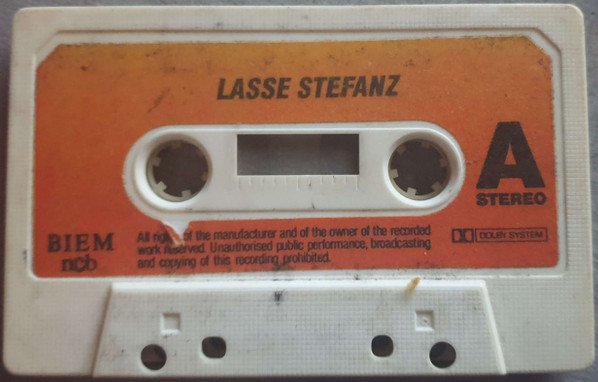 LASSE STEFANZ
A
STEREO
BIEM
ncb
All rights of the manufacturer and of the owner of the recorded
work reserved. Unauthorised public performance, broadcasting
and copying of this recording prohibited.
DOLBY SYSTEM